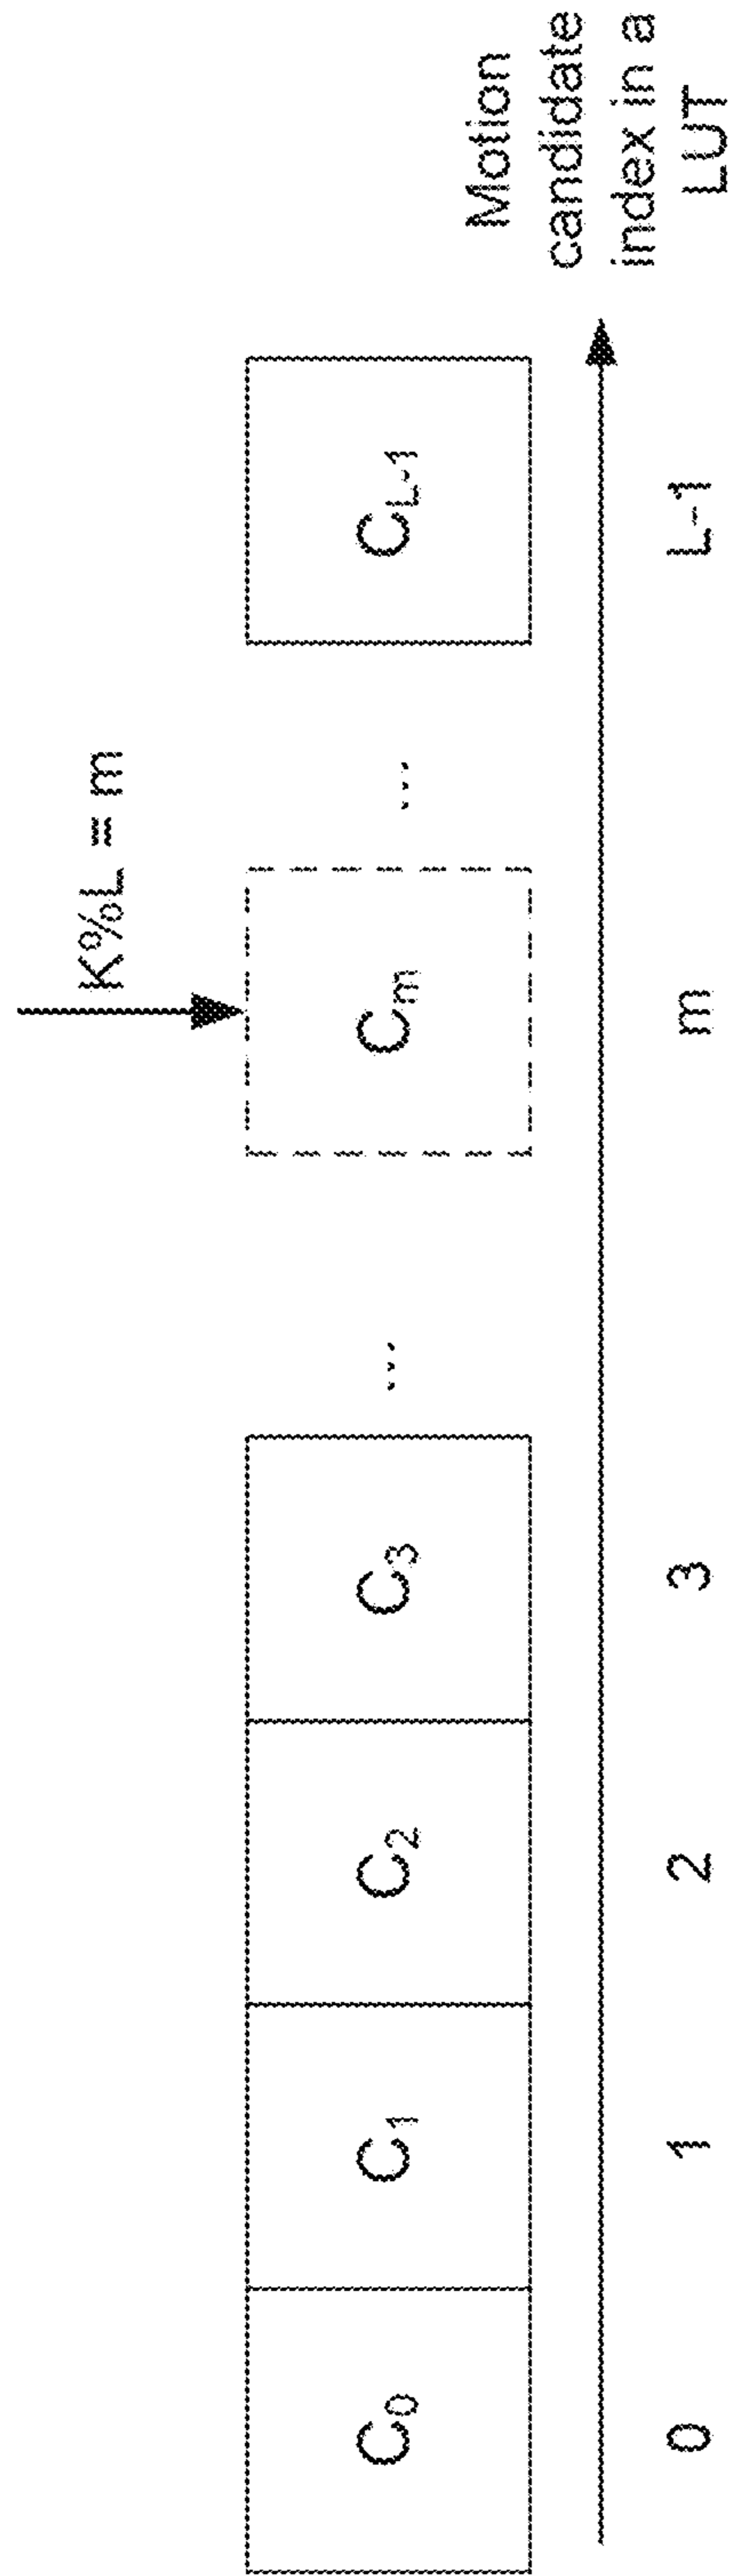 K%L = m
C0 C1 C2 C3 ... Cm ... CL-1
0 1 2 3 m L-1
Motion
candidate
index in a
LUT